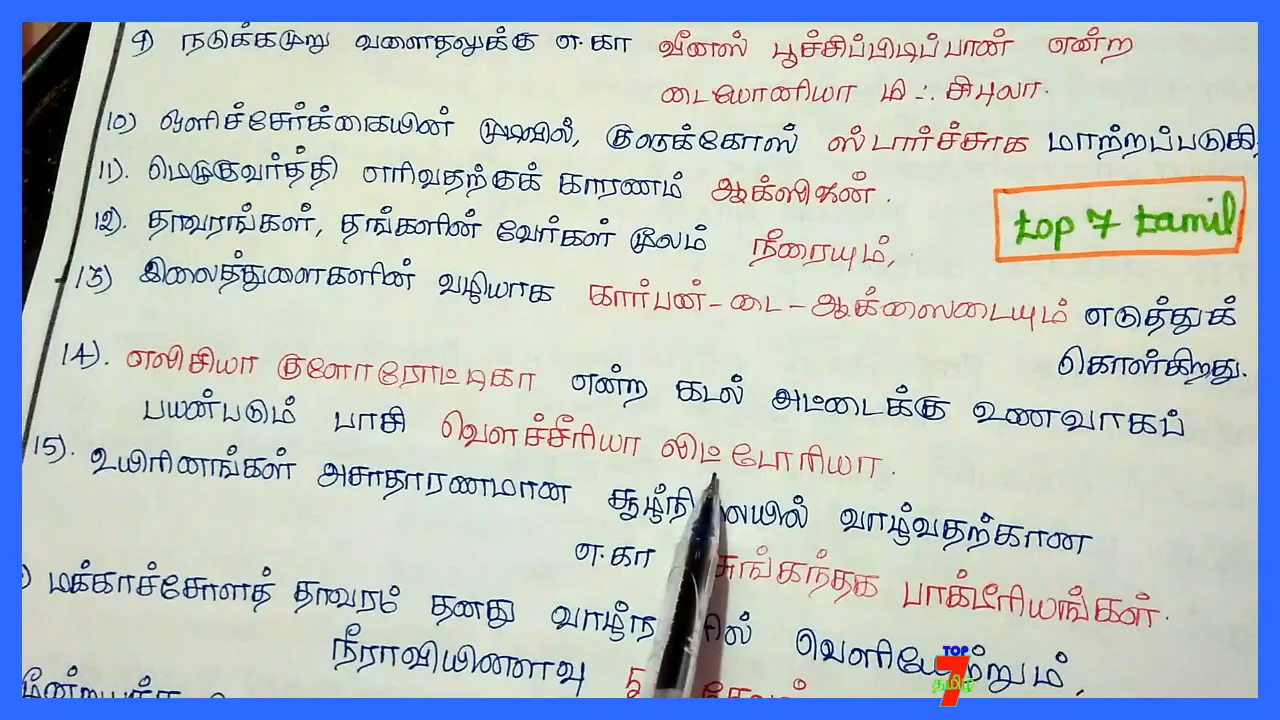 9) நடுக்கமுறு வளைதலுக்கு எ.கா வீனஸ் பூச்சிப்பிடிப்பான் என்ற
டையோனியா மி ஃ சிபுலா.
10) ஒளிச்சேர்க்கையின் முடிவில், குளுக்கோஸ் ஸ்டார்ச்சாக மாற்றப்படுகி
11). மெழுகுவர்த்தி எரிவதற்குக் காரணம் ஆக்ஸிஜன்.
top 7 tamil
12). தாவரங்கள், தங்களின் வேர்கள் மூலம் நீரையும்,
13) இலைத்துளைகளின் வழியாக கார்பன்-டை-ஆக்ஸைடையும் எடுத்துக்
கொள்கிறது.
14). எலிசியா குளோரோட்டிகா என்ற கடல் அட்டைக்கு உணவாகப்
பயன்படும் பாசி வௌச்சீரியா லிட்டோரியா.
15). உயிரினங்கள் அசாதாரணமான வாழ்வதற்கான
எ.கா பாக்டீரியங்கள்.
) மக்காச்சோளத் தாவரம் தனது வெளியேற்றும்,
நீராவியின்அளவு
TOP
7
தமிழ்